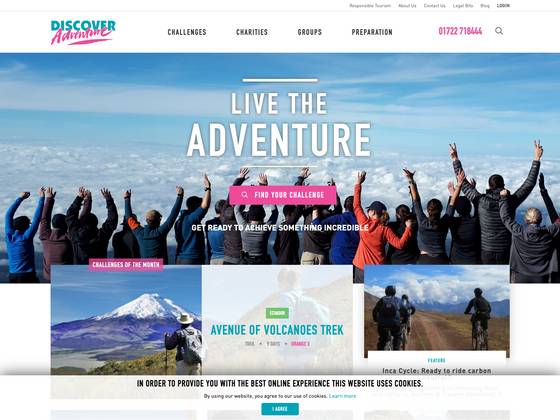 Responsible Tourism About Us Contact Us Legal Bits Blog LOGIN
DISCOVER
Adventure
CHALLENGES CHARITIES GROUPS PREPARATION 01722 718444
LIVE THE
ADVENTURE
FIND YOUR CHALLENGE
GET READY TO ACHIEVE SOMETHING INCREDIBLE
CHALLENGES OF THE MONTH
ECUADOR
AVENUE OF VOLCANOES TREK
TREK • 9 DAYS • ORANGE 3
FEATURE
Inca Cycle: Ready to ride carbon
IN ORDER TO PROVIDE YOU WITH THE BEST ONLINE EXPERIENCE THIS WEBSITE USES COOKIES.
By using our website, you agree to our use of cookies. Learn more
I AGREE